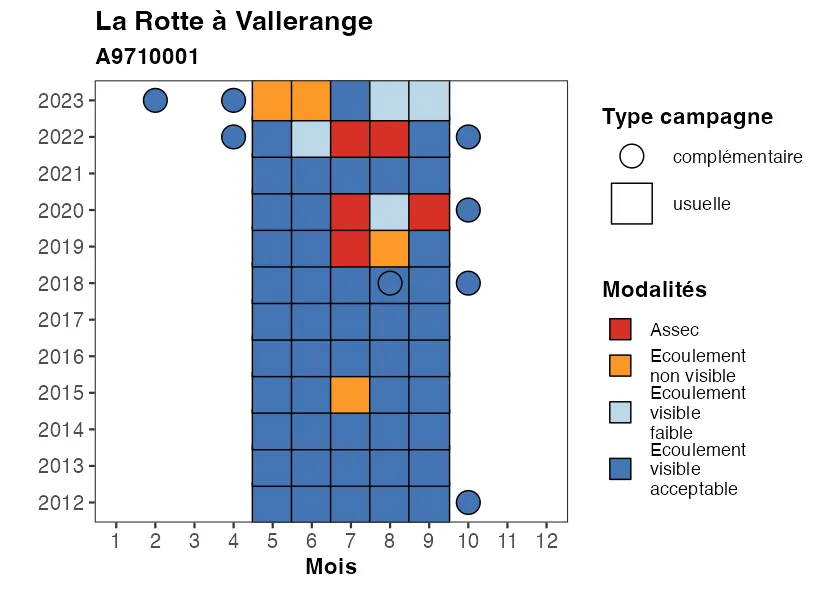 La Rotte à Vallerange
A9710001
2023
2022
2021
2020
2019
2018
2017
2016
2015
2014
2013
2012
1 2 3 4 5 6 7 8 9 10 11 12
Mois
Type campagne
complémentaire
usuelle
Modalités
Assec
Ecoulement
non visible
Ecoulement
visible
faible
Ecoulement
visible
acceptable